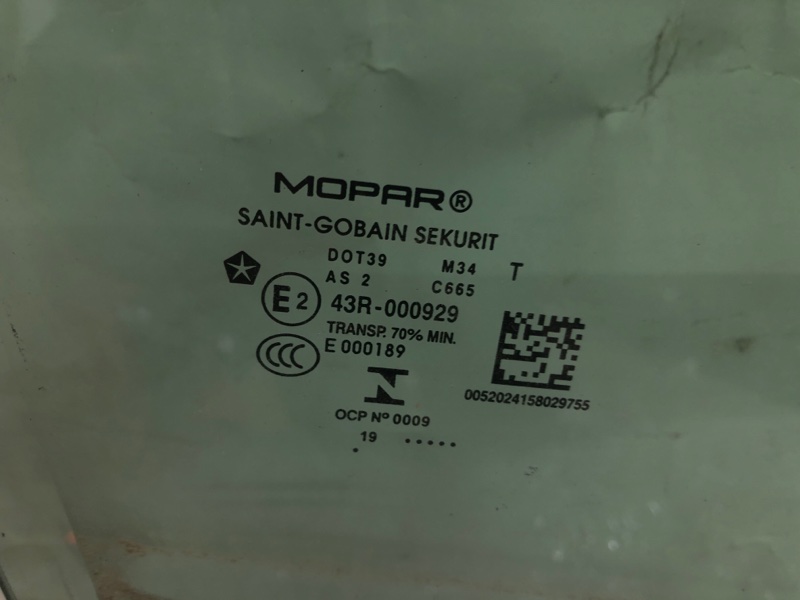 MOPAR®
SAINT-GOBAIN SEKURIT
DOT39 M34 T
AS 2 C665
E2 43R-000929
TRANSP. 70% MIN.
CCC E 000189
N
OCP Nº 0009
0052024158029755
19 .....
.